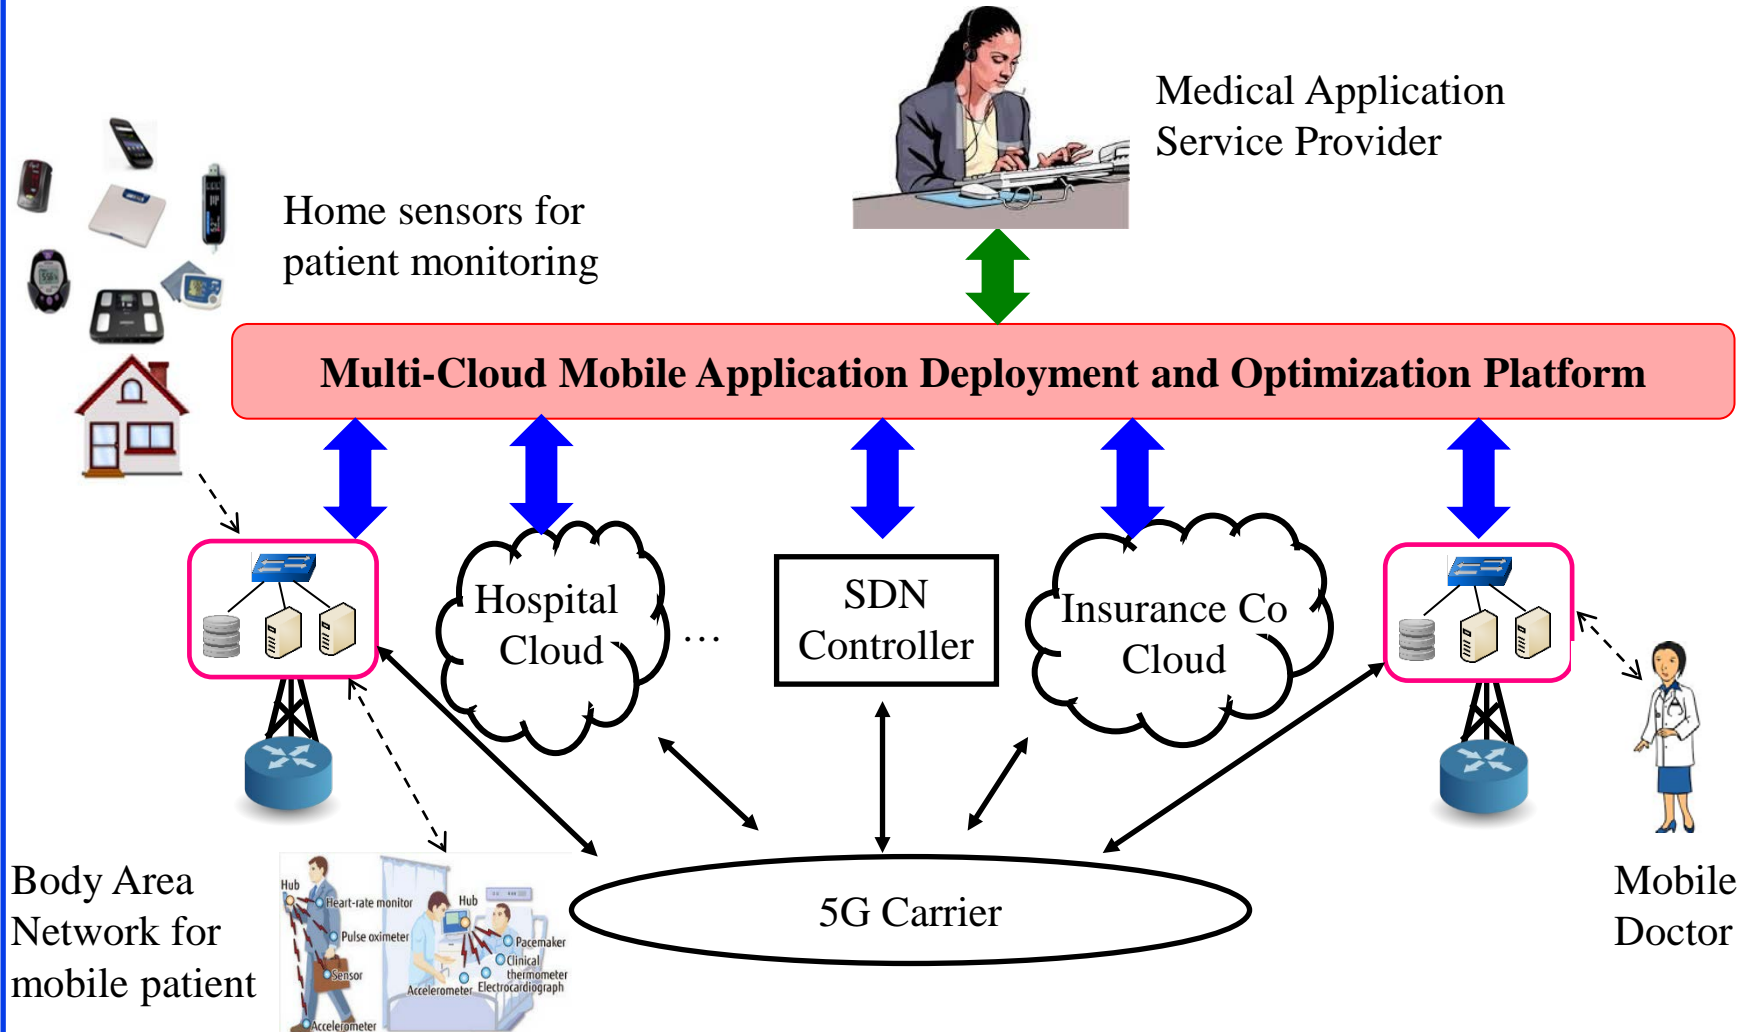 Medical Application
Service Provider
Home sensors for
patient monitoring
Multi-Cloud Mobile Application Deployment and Optimization Platform
Hospital
Cloud
…
SDN
Controller
Insurance Co
Cloud
5G Carrier
Body Area
Network for
mobile patient
Hub
Heart-rate monitor
Pulse oximeter
Sensor
Accelerometer
Hub
Pacemaker
Clinical
thermometer
Electrocardiograph
Accelerometer
Mobile
Doctor